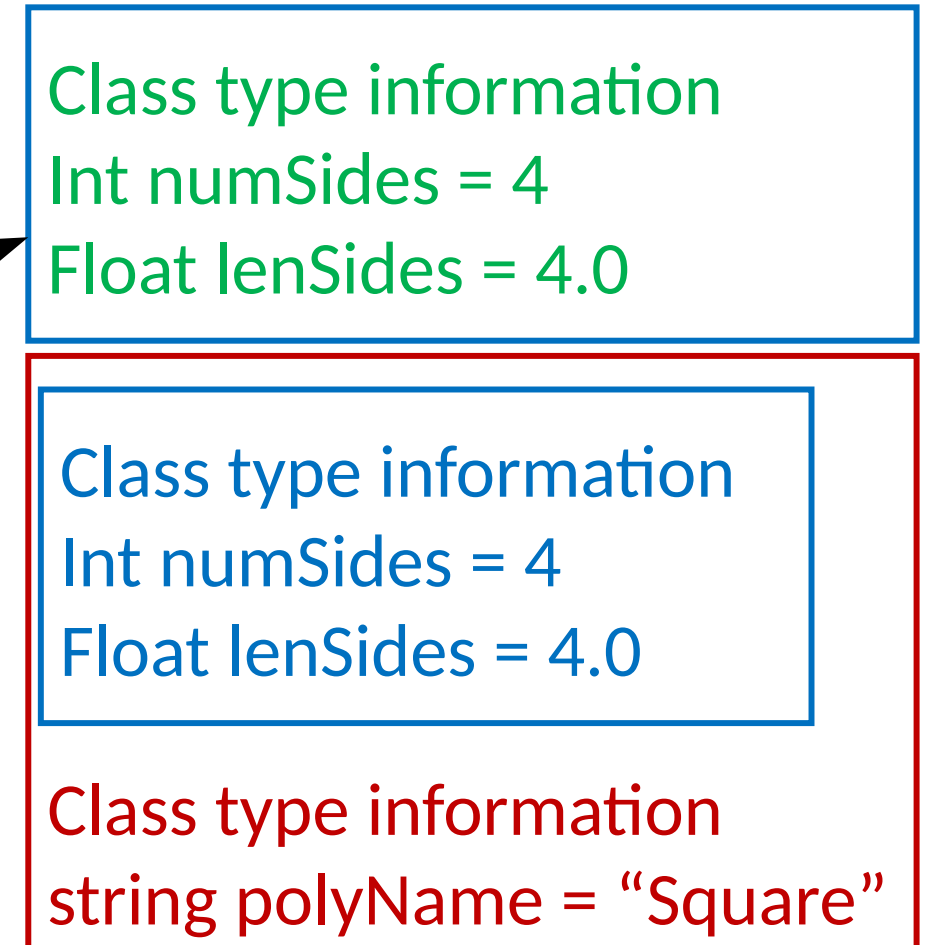 Class type information
Int numSides = 4
Float lenSides = 4.0
Class type information
Int numSides = 4
Float lenSides = 4.0
Class type information
string polyName = “Square”